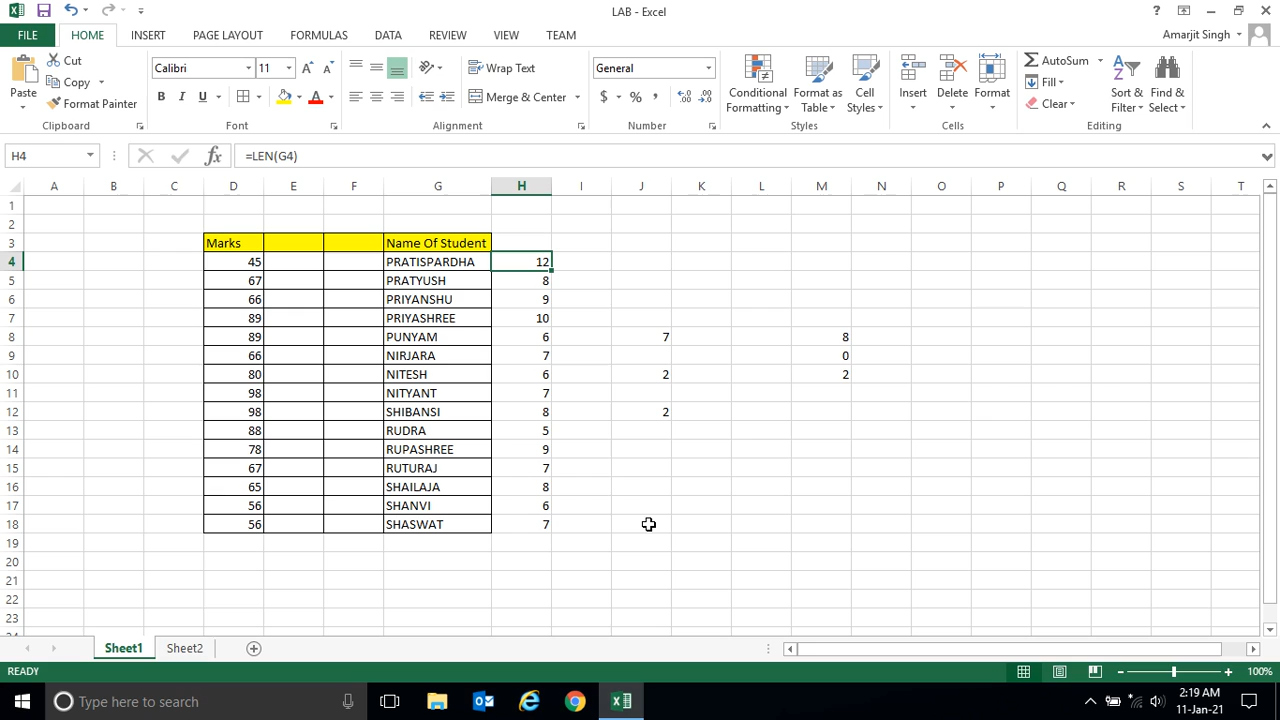 LAB - Excel
FILE HOME INSERT PAGE LAYOUT FORMULAS DATA REVIEW VIEW TEAM Amarjit Singh
Paste Cut Copy Format Painter Clipboard
Calibri 11 B I U A Font
Wrap Text Merge & Center Alignment
General $ % , Number
Conditional Formatting Format as Table Cell Styles Styles
Insert Delete Format Cells
AutoSum Fill Clear Sort & Filter Find & Select Editing
H4 fx =LEN(G4)
A B C D E F G H I J K L M N O P Q R S T
1
2
3 Marks Name Of Student
4 45 PRATISPARDHA 12
5 67 PRATYUSH 8
6 66 PRIYANSHU 9
7 89 PRIYASHREE 10
8 89 PUNYAM 6 7 8
9 66 NIRJARA 7 0
10 80 NITESH 6 2 2
11 98 NITYANT 7
12 98 SHIBANSI 8 2
13 88 RUDRA 5
14 78 RUPASHREE 9
15 67 RUTURAJ 7
16 65 SHAILAJA 8
17 56 SHANVI 6
18 56 SHASWAT 7
19
20
21
22
23
24
Sheet1 Sheet2
READY 100%
Type here to search 2:19 AM
11-Jan-21